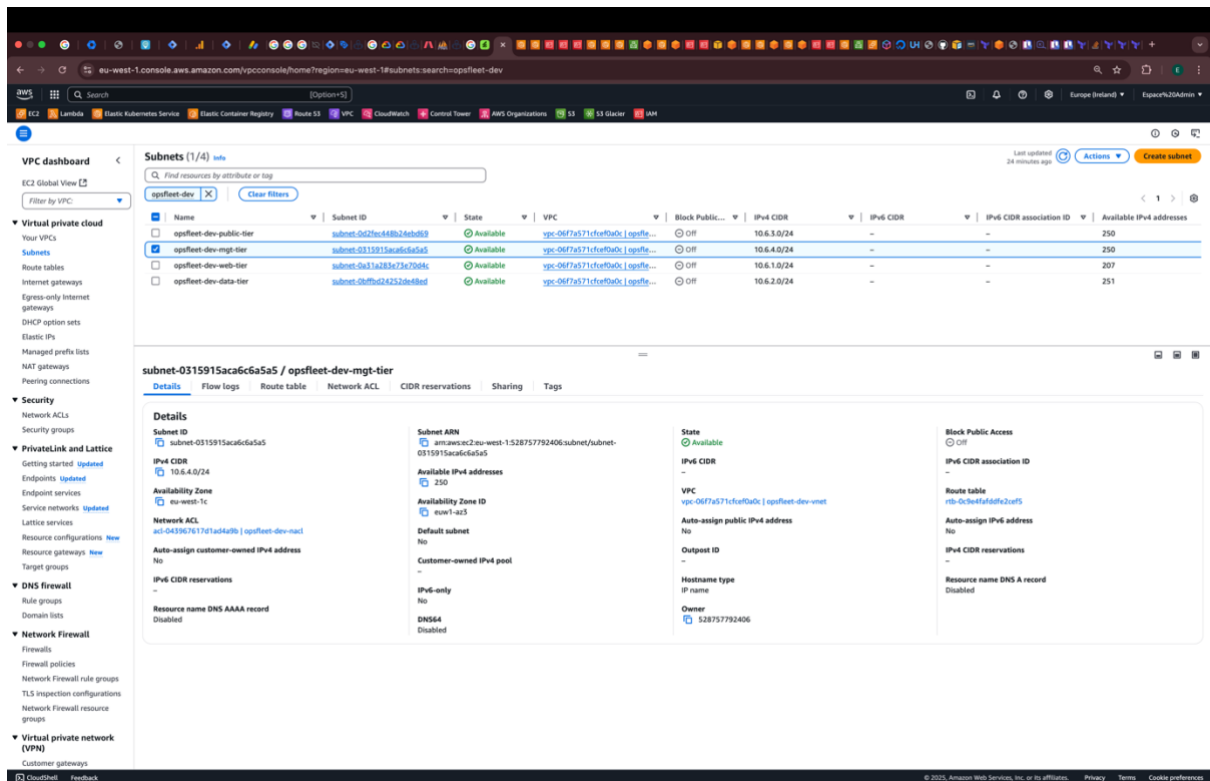 eu-west-1.console.aws.amazon.com/vpcconsole/home?region=eu-west-1#subnets:search=opsfleet-dev
aws Search [Option+S] Europe (Ireland) Espace%20Admin
EC2 Lambda Elastic Kubernetes Service Elastic Container Registry Route 53 VPC CloudWatch Control Tower AWS Organizations S3 S3 Glacier IAM
VPC dashboard
EC2 Global View
Filter by VPC:
Virtual private cloud
Your VPCs
Subnets
Route tables
Internet gateways
Egress-only Internet
gateways
DHCP option sets
Elastic IPs
Managed prefix lists
NAT gateways
Peering connections
Security
Network ACLs
Security groups
PrivateLink and Lattice
Getting started Updated
Endpoints Updated
Endpoint services
Service networks Updated
Lattice services
Resource configurations New
Resource gateways New
Target groups
DNS firewall
Rule groups
Domain lists
Network Firewall
Firewalls
Firewall policies
Network Firewall rule groups
TLS inspection configurations
Network Firewall resource
groups
Virtual private network
(VPN)
Customer gateways
Subnets (1/4) Info
Last updated
24 minutes ago
Actions
Create subnet
Find resources by attribute or tag
opsfleet-dev Clear filters
1
Name Subnet ID State VPC Block Public... IPv4 CIDR IPv6 CIDR IPv6 CIDR association ID Available IPv4 addresses
opsfleet-dev-public-tier subnet-0d2fec448b24ebd69 Available vpc-06f7a571cfcef0a0c | opsfle... Off 10.6.3.0/24 – – 250
opsfleet-dev-mgt-tier subnet-0315915aca6c6a5a5 Available vpc-06f7a571cfcef0a0c | opsfle... Off 10.6.4.0/24 – – 250
opsfleet-dev-web-tier subnet-0a31a283e73e70d4c Available vpc-06f7a571cfcef0a0c | opsfle... Off 10.6.1.0/24 – – 207
opsfleet-dev-data-tier subnet-0bffbd24252de48ed Available vpc-06f7a571cfcef0a0c | opsfle... Off 10.6.2.0/24 – – 251
subnet-0315915aca6c6a5a5 / opsfleet-dev-mgt-tier
Details Flow logs Route table Network ACL CIDR reservations Sharing Tags
Details
Subnet ID
subnet-0315915aca6c6a5a5
IPv4 CIDR
10.6.4.0/24
Availability Zone
eu-west-1c
Network ACL
acl-043967617d1ad4a9b | opsfleet-dev-nacl
Auto-assign customer-owned IPv4 address
No
IPv6 CIDR reservations
–
Resource name DNS AAAA record
Disabled
Subnet ARN
arn:aws:ec2:eu-west-1:528757792406:subnet/subnet-
0315915aca6c6a5a5
Available IPv4 addresses
250
Availability Zone ID
euw1-az3
Default subnet
No
Customer-owned IPv4 pool
–
IPv6-only
No
DNS64
Disabled
State
Available
IPv6 CIDR
–
VPC
vpc-06f7a571cfcef0a0c | opsfleet-dev-vnet
Auto-assign public IPv4 address
No
Outpost ID
–
Hostname type
IP name
Owner
528757792406
Block Public Access
Off
IPv6 CIDR association ID
–
Route table
rtb-0c9e4fafddfe2cef5
Auto-assign IPv6 address
No
IPv4 CIDR reservations
–
Resource name DNS A record
Disabled
CloudShell Feedback © 2025, Amazon Web Services, Inc. or its affiliates. Privacy Terms Cookie preferences